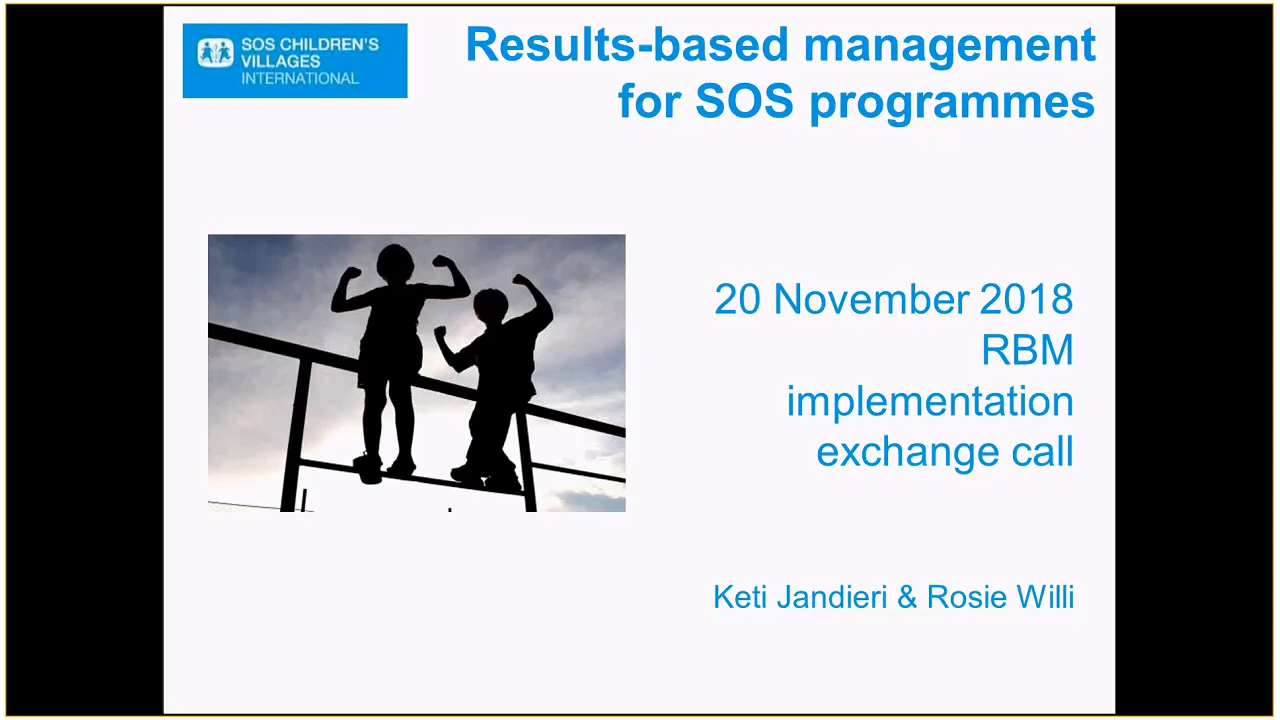 SOS CHILDREN'S
VILLAGES
INTERNATIONAL
Results-based management
for SOS programmes
20 November 2018
RBM
implementation
exchange call
Keti Jandieri & Rosie Willi